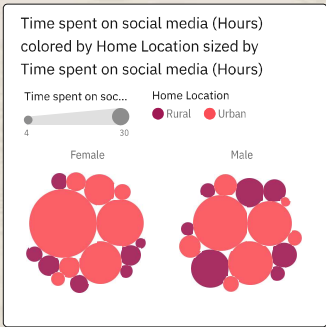 Time spent on social media (Hours)
colored by Home Location sized by
Time spent on social media (Hours)
Time spent on soc... Home Location
Rural Urban
4 30
Female Male